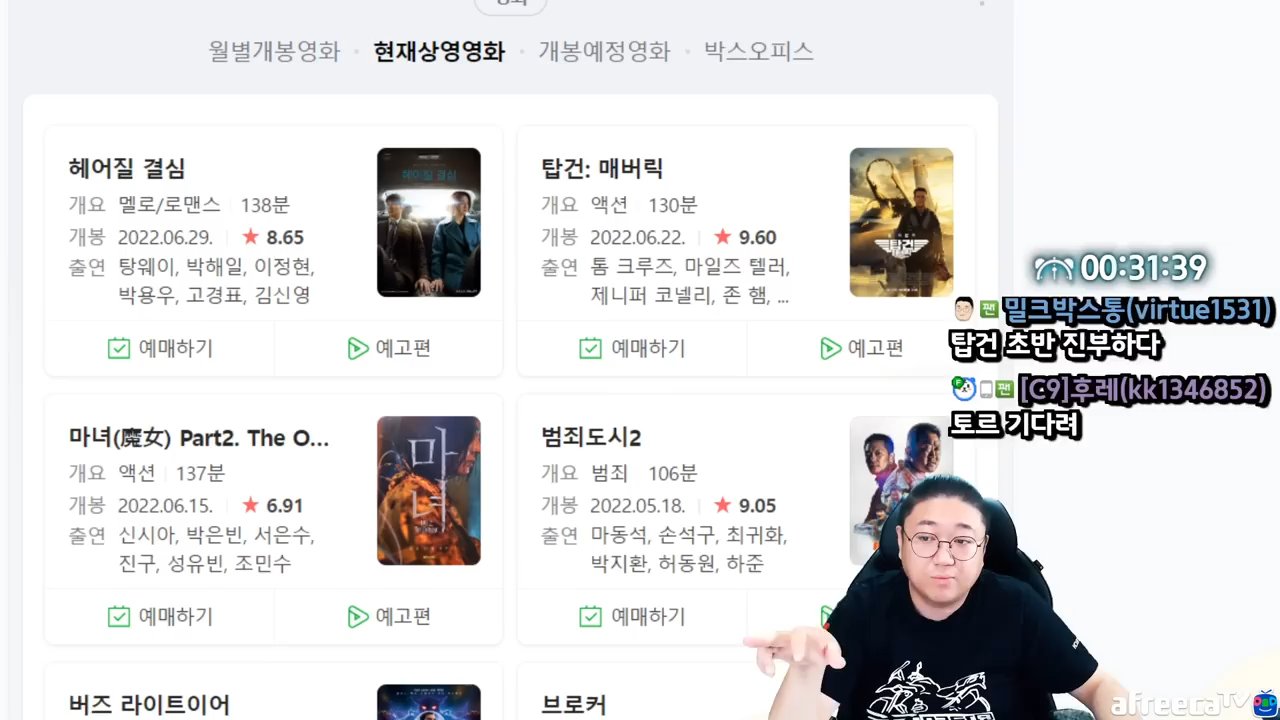 월별개봉영화 · 현재상영영화 · 개봉예정영화 · 박스오피스
헤어질 결심
개요 멜로/로맨스 138분
개봉 2022.06.29. ★ 8.65
출연 탕웨이, 박해일, 이정현,
박용우, 고경표, 김신영
예매하기
예고편
헤어질 결심
탑건: 매버릭
개요 액션 130분
개봉 2022.06.22. ★ 9.60
출연 톰 크루즈, 마일즈 텔러,
제니퍼 코넬리, 존 햄, ...
예매하기
예고편
탑건
00:31:39
밀크박스통(virtue1531)
탑건 초반 진부하다
[C9]후레(kk1346852)
토르 기다려
마녀(魔女) Part2. The O...
개요 액션 137분
개봉 2022.06.15. ★ 6.91
출연 신시아, 박은빈, 서은수,
진구, 성유빈, 조민수
예매하기
예고편
마녀
범죄도시2
개요 범죄 106분
개봉 2022.05.18. ★ 9.05
출연 마동석, 손석구, 최귀화,
박지환, 허동원, 하준
예매하기
버즈 라이트이어
브로커
afreecaTV